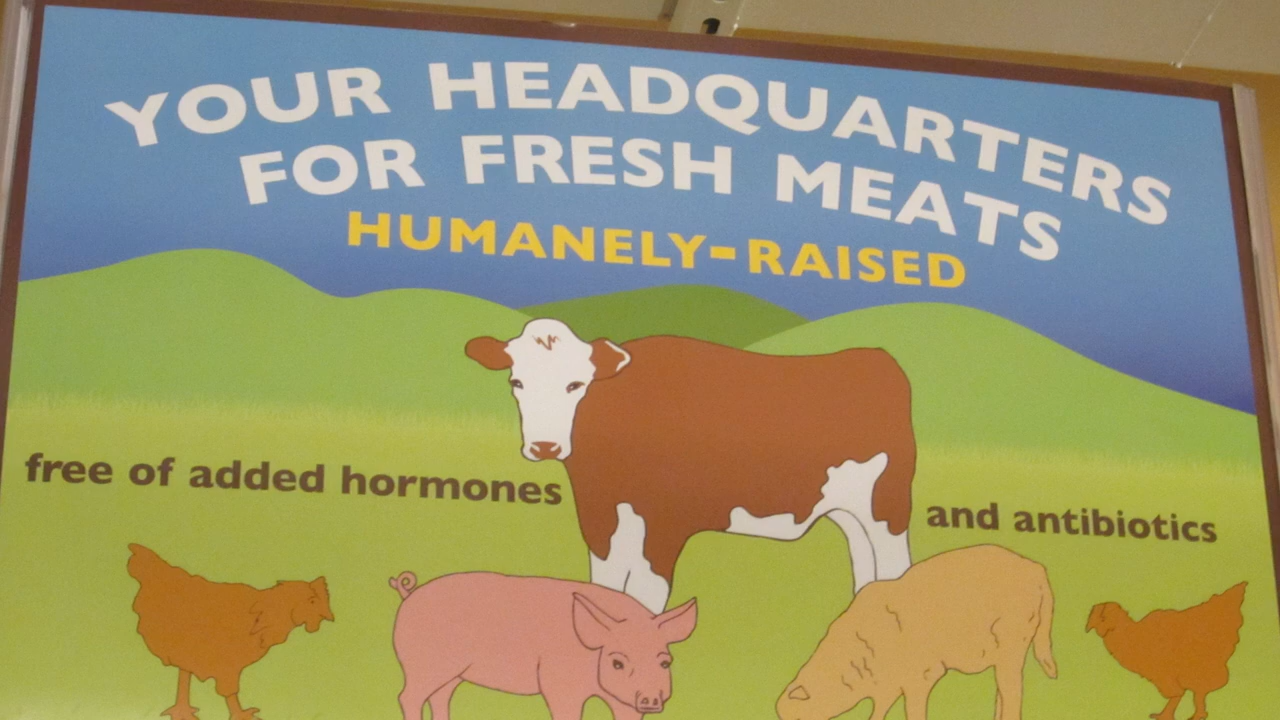 YOUR HEADQUARTERS
FOR FRESH MEATS
HUMANELY-RAISED
free of added hormones
and antibiotics